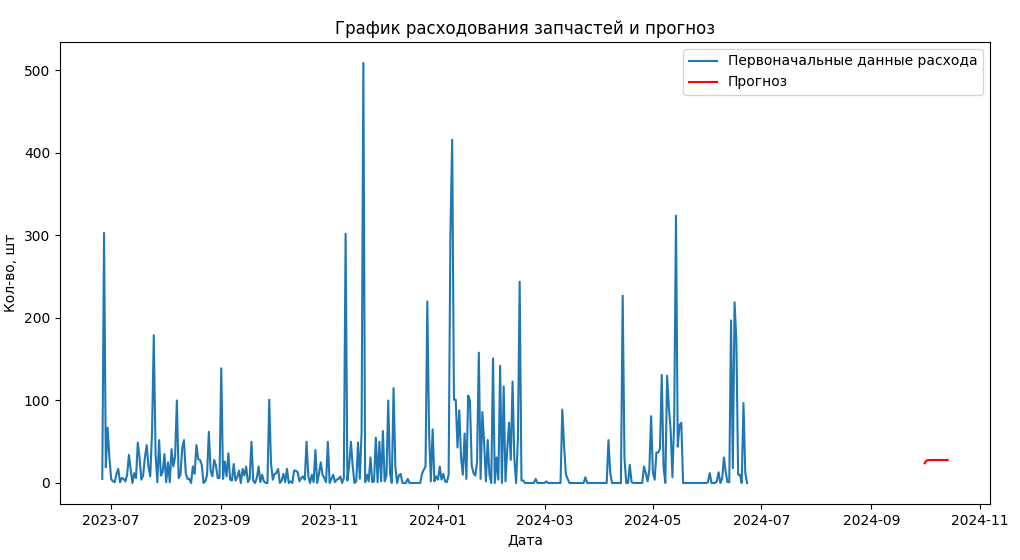 График расходования запчастей и прогноз
Первоначальные данные расхода
Прогноз
Кол-во, шт
500
400
300
200
100
0
2023-07 2023-09 2023-11 2024-01 2024-03 2024-05 2024-07 2024-09 2024-11
Дата